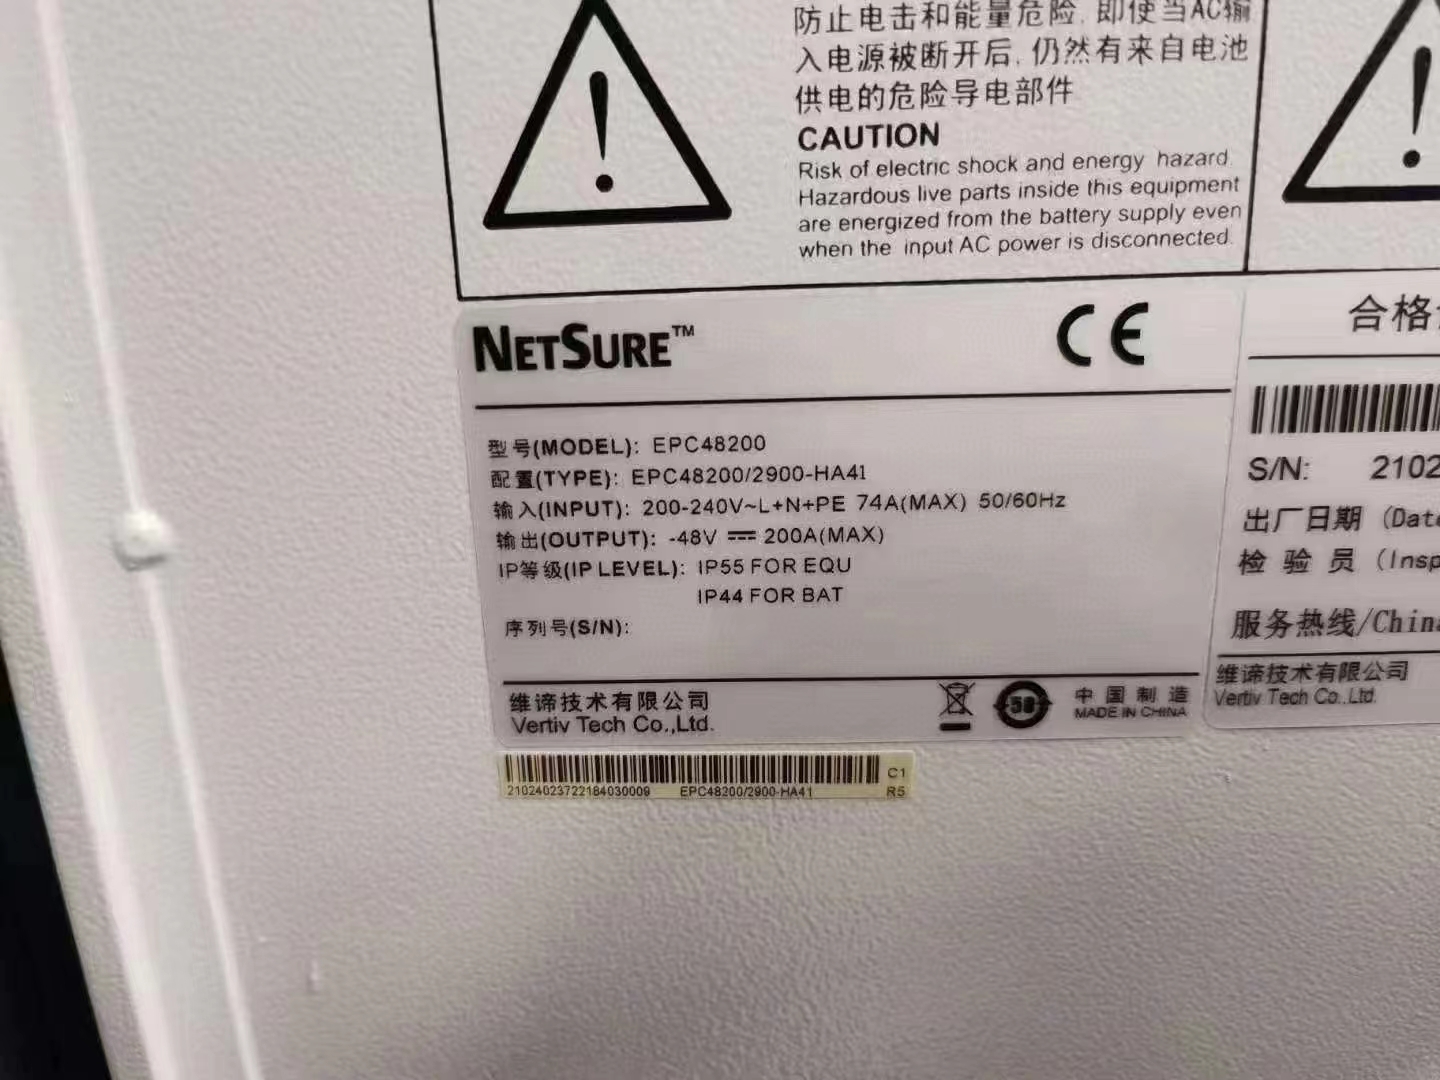 防止电击和能量危险, 即使当AC输
入电源被断开后, 仍然有来自电池
供电的危险导电部件
CAUTION
Risk of electric shock and energy hazard.
Hazardous live parts inside this equipment
are energized from the battery supply even
when the input AC power is disconnected.
NETSURE™
CE
型号(MODEL): EPC48200
配置(TYPE): EPC48200/2900-HA41
输入(INPUT): 200-240V~L+N+PE 74A(MAX) 50/60Hz
输出(OUTPUT): -48V ⎓ 200A(MAX)
IP等级(IP LEVEL): IP55 FOR EQU
IP44 FOR BAT
序列号(S/N):
维谛技术有限公司
Vertiv Tech Co.,Ltd.
50
中国制造
MADE IN CHINA
21024023722184030009 EPC48200/2900-HA41 C1
R5
合格
S/N: 2102
出厂日期 (Date
检验员 (Insp
服务热线/China
维谛技术有限公司
Vertiv Tech Co.,Ltd.